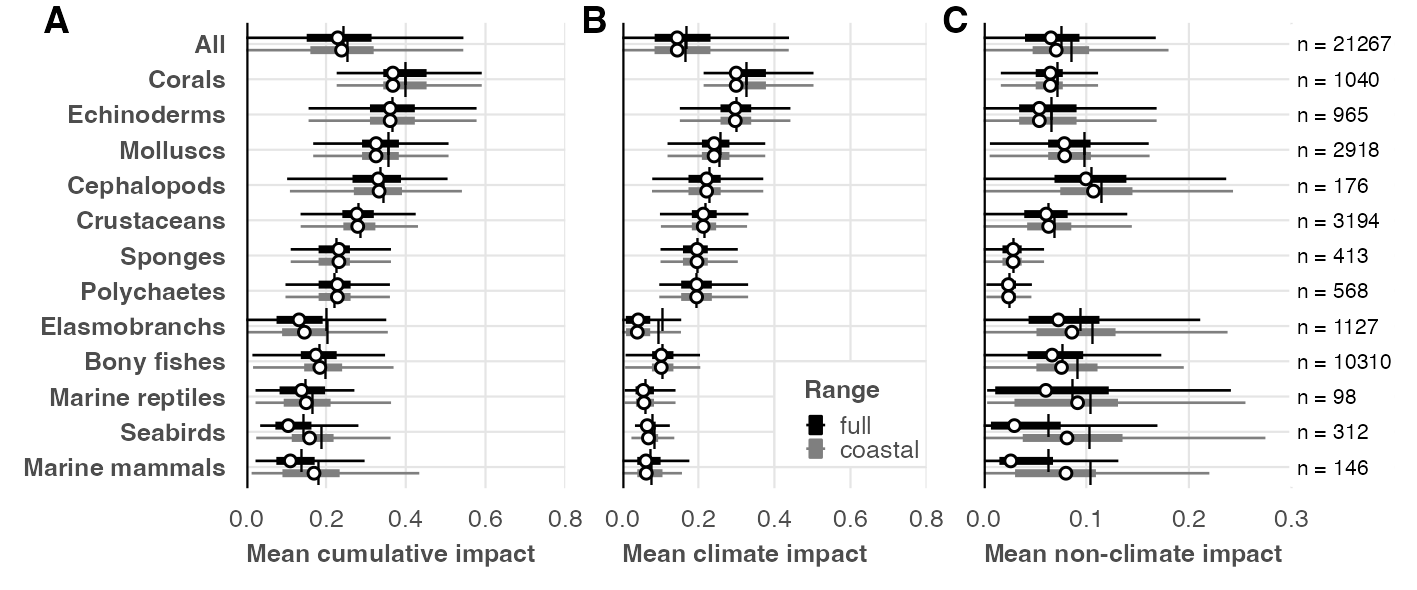 A B C
All n = 21267
Corals n = 1040
Echinoderms n = 965
Molluscs n = 2918
Cephalopods n = 176
Crustaceans n = 3194
Sponges n = 413
Polychaetes n = 568
Elasmobranchs n = 1127
Bony fishes n = 10310
Marine reptiles n = 98
Seabirds n = 312
Marine mammals n = 146
Range
full
coastal
0.0 0.2 0.4 0.6 0.8 0.0 0.2 0.4 0.6 0.8 0.0 0.1 0.2 0.3
Mean cumulative impact Mean climate impact Mean non-climate impact